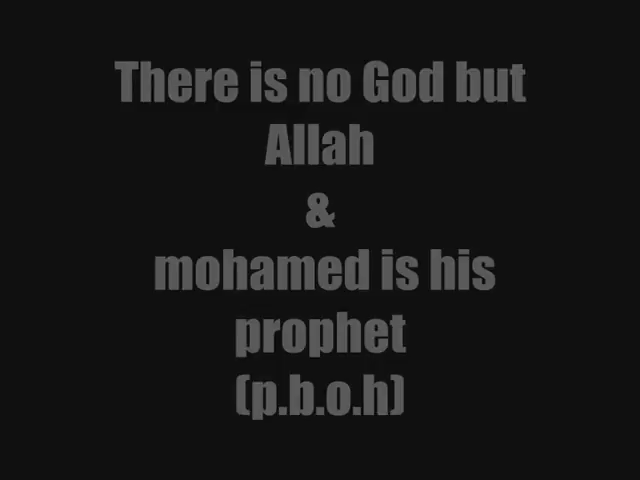 There is no God but
Allah
&
mohamed is his
prophet
(p.b.o.h)